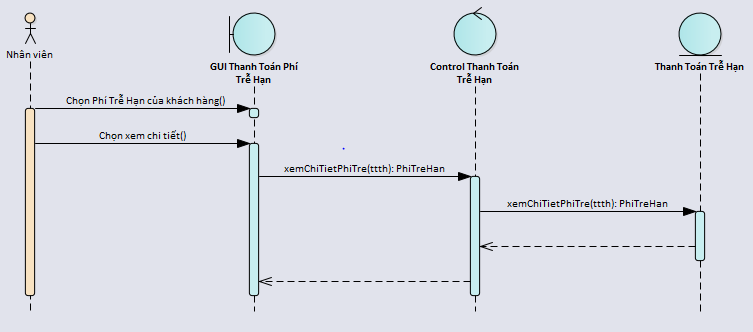 Nhân viên
GUI Thanh Toán Phí
Trễ Hạn
Control Thanh Toán
Trễ Hạn
Thanh Toán Trễ Hạn
Chọn Phí Trễ Hạn của khách hàng()
Chọn xem chi tiết()
xemChiTietPhiTre(ttth): PhiTreHan
xemChiTietPhiTre(ttth): PhiTreHan